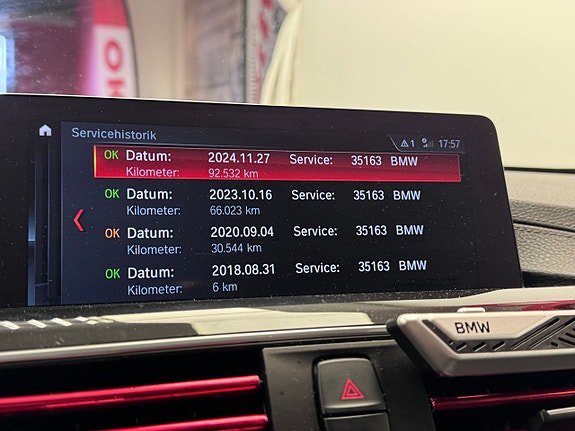 Servicehistorik
1 17:57
OK Datum: 2024.11.27 Service: 35163 BMW
Kilometer: 92.532 km
OK Datum: 2023.10.16 Service: 35163 BMW
Kilometer: 66.023 km
OK Datum: 2020.09.04 Service: 35163 BMW
Kilometer: 30.544 km
OK Datum: 2018.08.31 Service: 35163 BMW
Kilometer: 6 km
BMW